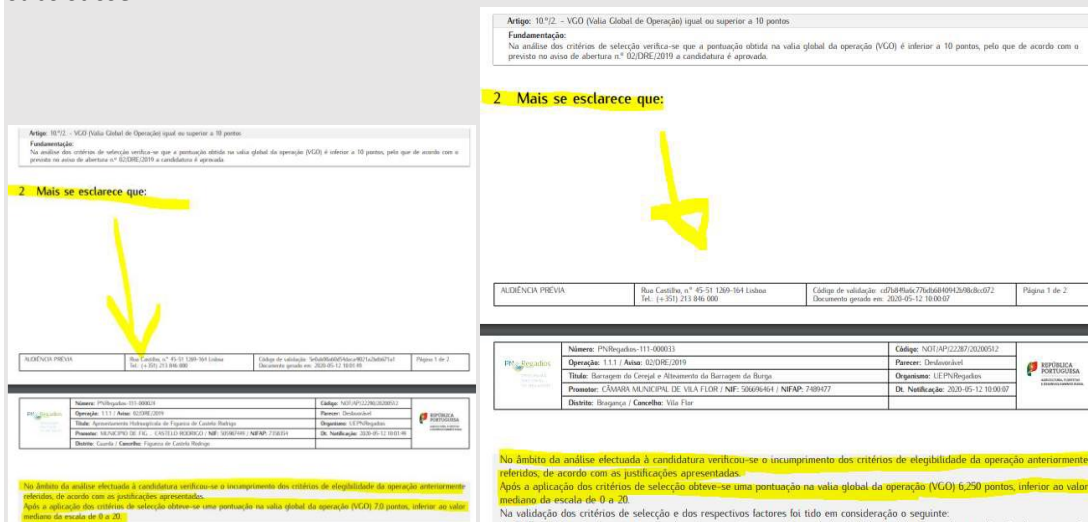 Artigo: 10.º/2. – VGO (Valia Global de Operação) igual ou superior a 10 pontos
Fundamentação:
Na análise dos critérios de selecção verifica-se que a pontuação obtida na valia global da operação (VGO) é inferior a 10 pontos, pelo que de acordo com o
previsto no aviso de abertura n.º 02/DRE/2019 a candidatura é aprovada.
2 Mais se esclarece que:
AUDIÊNCIA PRÉVIA
Rua Castilho, n.º 45-51 1269-164 Lisboa
Tel.: (+351) 213 846 000
Página 1 de 2
Operação: 1.1.1 / Aviso: 02/DRE/2019
Parecer: Desfavorável
Título: Aproveitamento Hidroagrícola de Figueira de Castelo Rodrigo
Organismo: UEPNRegadios
Promotor: MUNICIPIO DE FIG... CASTELO RODRIGO
Distrito: Guarda / Concelho: Figueira de Castelo Rodrigo
REPÚBLICA
PORTUGUESA
No âmbito da análise efectuada à candidatura verificou-se o incumprimento dos critérios de elegibilidade da operação anteriormente
referidos, de acordo com as justificações apresentadas.
Após a aplicação dos critérios de selecção obteve-se uma pontuação na valia global da operação (VGO) 7,0 pontos, inferior ao valor
mediano da escala de 0 a 20.
Artigo: 10.º/2. – VGO (Valia Global de Operação) igual ou superior a 10 pontos
Fundamentação:
Na análise dos critérios de selecção verifica-se que a pontuação obtida na valia global da operação (VGO) é inferior a 10 pontos, pelo que de acordo com o
previsto no aviso de abertura n.º 02/DRE/2019 a candidatura é aprovada.
2 Mais se esclarece que:
AUDIÊNCIA PRÉVIA
Rua Castilho, n.º 45-51 1269-164 Lisboa
Tel.: (+351) 213 846 000
Código de validação:
Documento gerado em: 2020-05-12 10:00:07
Página 1 de 2
PNRegadios
Número: PNRegadios-111-000033
Código: NOT/AP/22287/20200512
Operação: 1.1.1 / Aviso: 02/DRE/2019
Parecer: Desfavorável
Título: Barragem do Cerejal e Alteamento da Barragem da Burga
Organismo: UEPNRegadios
Promotor: CÂMARA MUNICIPAL DE VILA FLOR / NIF: 506696464 / NIFAP: 7489477
Dt. Notificação: 2020-05-12 10:00:07
Distrito: Bragança / Concelho: Vila Flor
REPÚBLICA
PORTUGUESA
No âmbito da análise efectuada à candidatura verificou-se o incumprimento dos critérios de elegibilidade da operação anteriormente
referidos, de acordo com as justificações apresentadas.
Após a aplicação dos critérios de selecção obteve-se uma pontuação na valia global da operação (VGO) 6,250 pontos, inferior ao valor
mediano da escala de 0 a 20.
Na validação dos critérios de selecção e dos respectivos factores foi tido em consideração o seguinte: